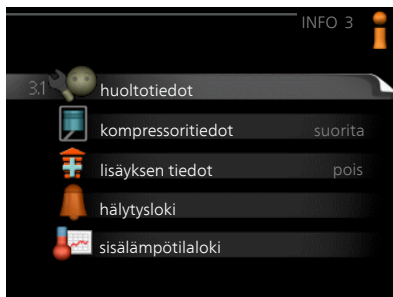 INFO 3
3.1 huoltotiedot
kompressoritiedot suorita
lisäyksen tiedot pois
hälytysloki
sisälämpötilaloki